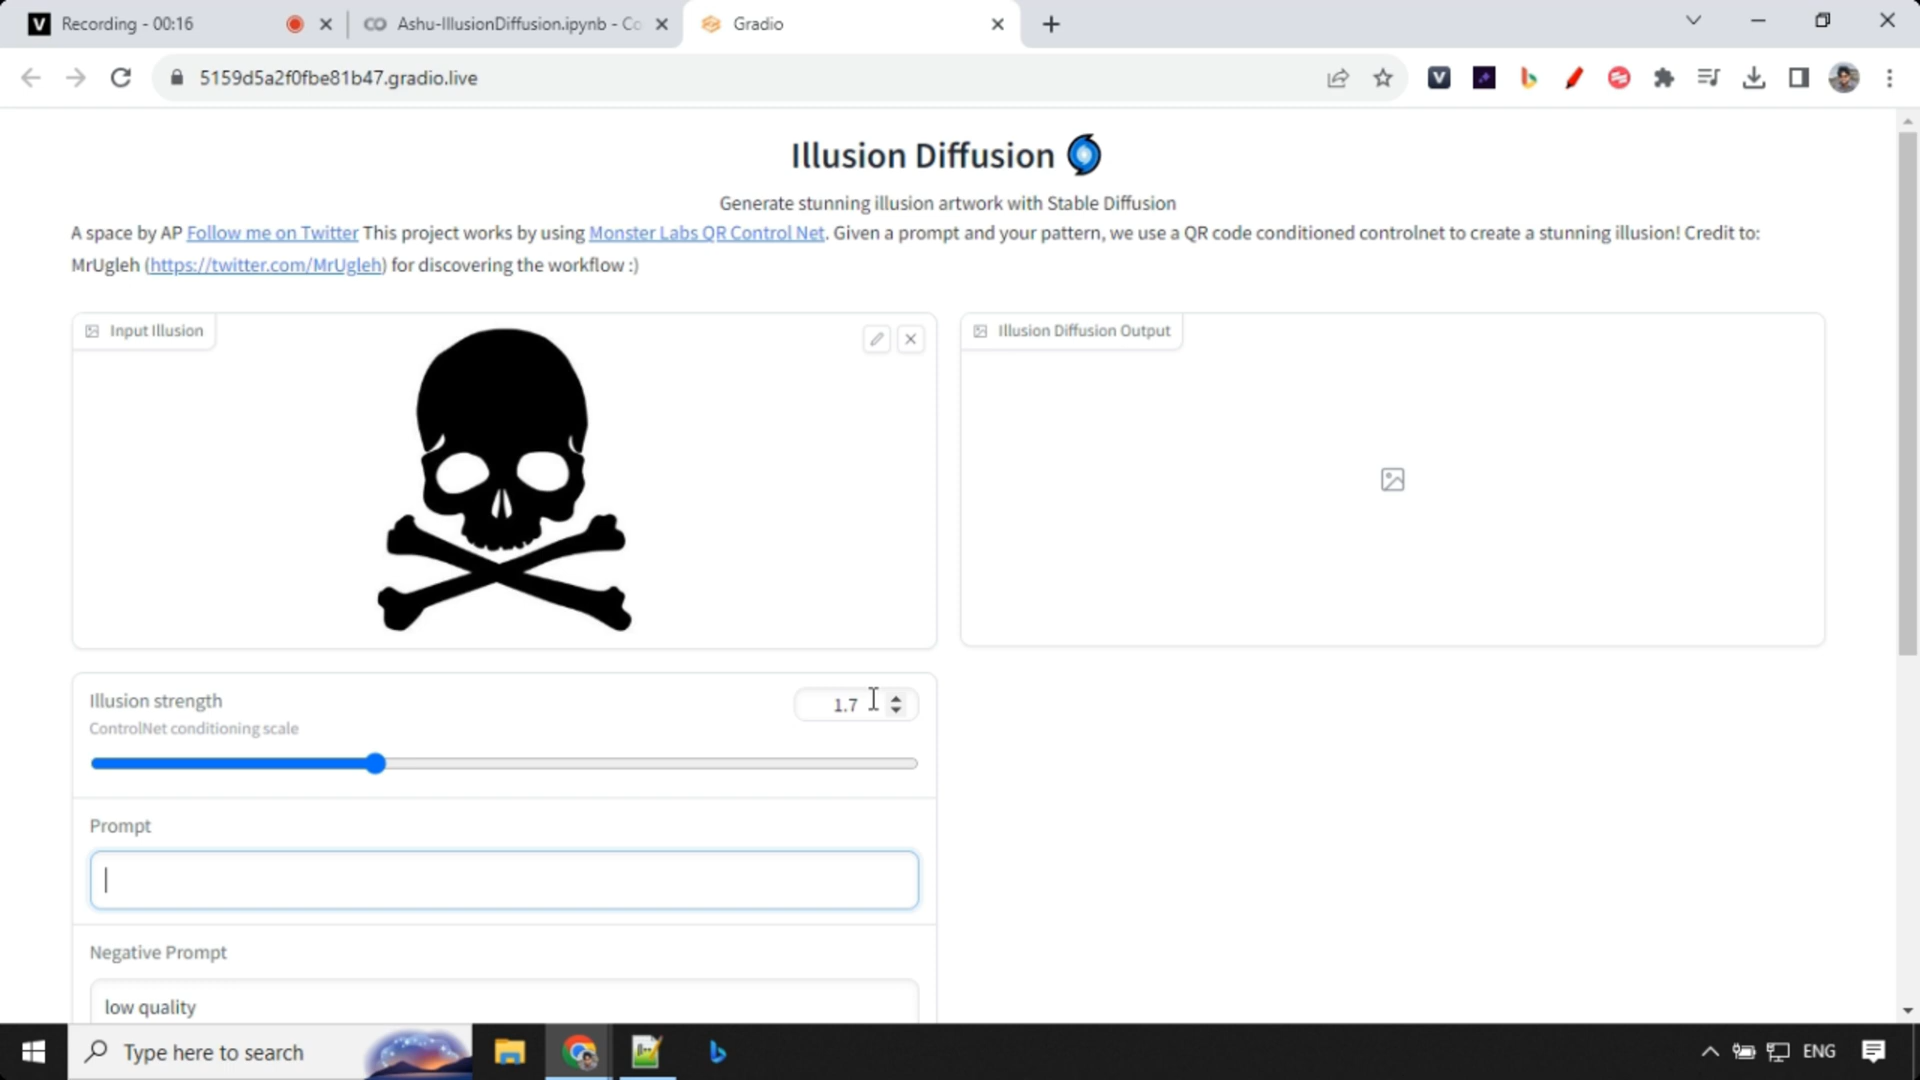 Recording - 00:16
Ashu-IllusionDiffusion.ipynb - Co
Gradio
5159d5a2f0fbe81b47.gradio.live
Illusion Diffusion
Generate stunning illusion artwork with Stable Diffusion
A space by AP Follow me on Twitter This project works by using Monster Labs QR Control Net. Given a prompt and your pattern, we use a QR code conditioned controlnet to create a stunning illusion! Credit to:
MrUgleh (https://twitter.com/MrUgleh) for discovering the workflow :)
Input Illusion
Illusion Diffusion Output
Illusion strength
1.7
ControlNet conditioning scale
Prompt
Negative Prompt
low quality
Type here to search
ENG